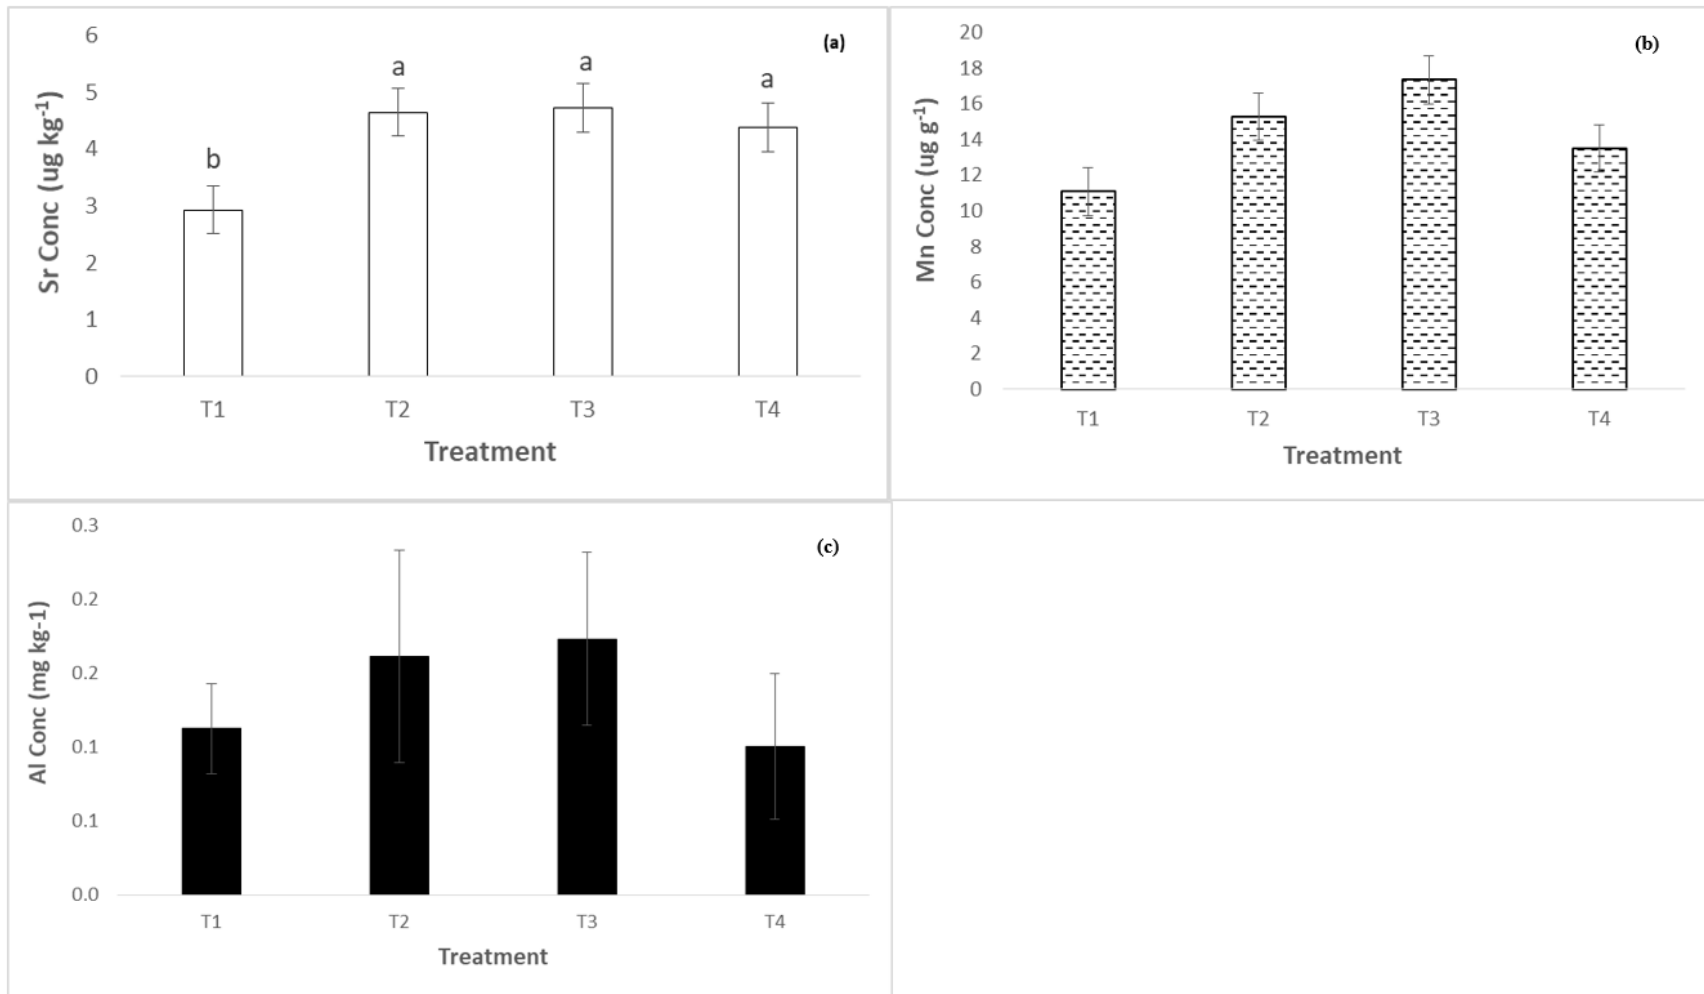 (a)
Sr Conc (ug kg-1)
6
5
4
3
2
1
0
b
a
a
a
T1 T2 T3 T4
Treatment
(b)
Mn Conc (ug g-1)
20
18
16
14
12
10
8
6
4
2
0
T1 T2 T3 T4
Treatment
(c)
Al Conc (mg kg-1)
0.3
0.2
0.2
0.1
0.1
0.0
T1 T2 T3 T4
Treatment